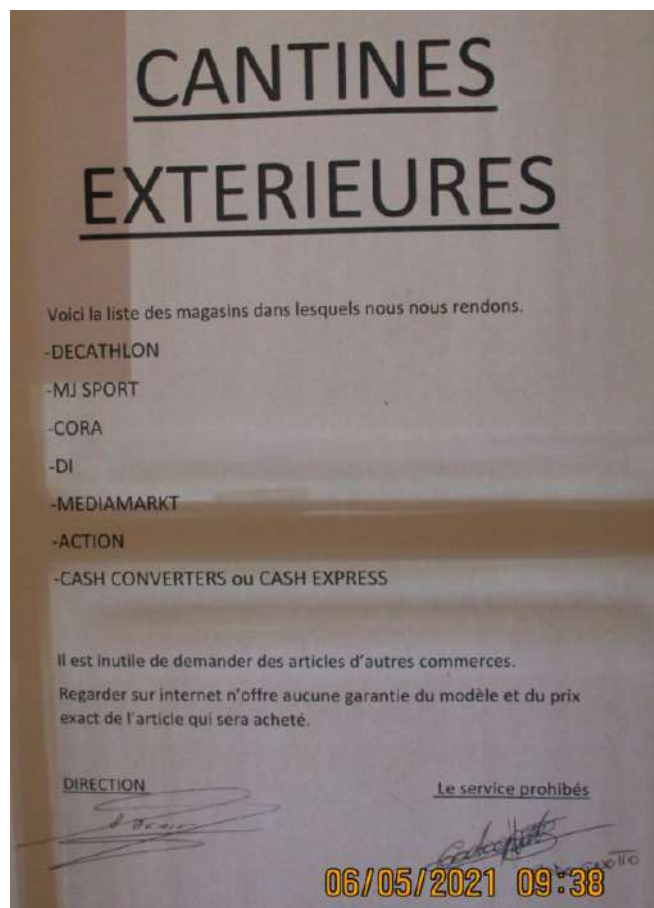 CANTINES
EXTERIEURES
Voici la liste des magasins dans lesquels nous nous rendons.
-DECATHLON
-MJ SPORT
-CORA
-DI
-MEDIAMARKT
-ACTION
-CASH CONVERTERS ou CASH EXPRESS
Il est inutile de demander des articles d'autres commerces.
Regarder sur internet n'offre aucune garantie du modèle et du prix
exact de l'article qui sera acheté.
DIRECTION
Le service prohibés
06/05/2021 09:38